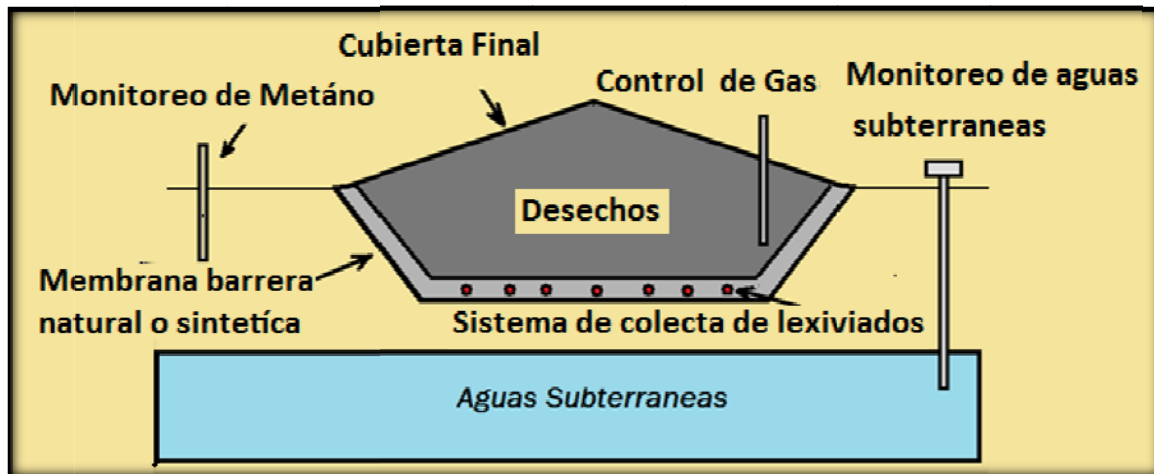 Cubierta Final
Monitoreo de Metáno
Control de Gas
Monitoreo de aguas
subterraneas
Desechos
Membrana barrera
natural o sintetíca
Sistema de colecta de lexiviados
Aguas Subterraneas